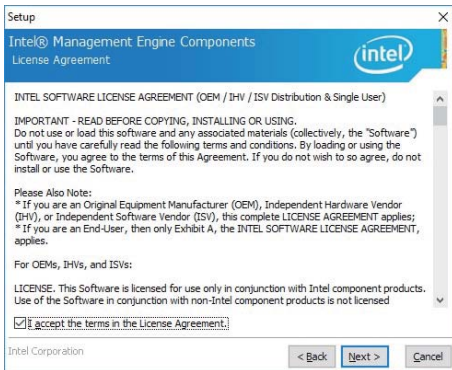 Setup
Intel® Management Engine Components
License Agreement
intel
INTEL SOFTWARE LICENSE AGREEMENT (OEM / IHV / ISV Distribution & Single User)
IMPORTANT - READ BEFORE COPYING, INSTALLING OR USING.
Do not use or load this software and any associated materials (collectively, the "Software")
until you have carefully read the following terms and conditions. By loading or using the
Software, you agree to the terms of this Agreement. If you do not wish to so agree, do not
install or use the Software.
Please Also Note:
* If you are an Original Equipment Manufacturer (OEM), Independent Hardware Vendor
(IHV), or Independent Software Vendor (ISV), this complete LICENSE AGREEMENT applies;
* If you are an End-User, then only Exhibit A, the INTEL SOFTWARE LICENSE AGREEMENT,
applies.
For OEMs, IHVs, and ISVs:
LICENSE. This Software is licensed for use only in conjunction with Intel component products.
Use of the Software in conjunction with non-Intel component products is not licensed
I accept the terms in the License Agreement.
Intel Corporation
< Back
Next >
Cancel